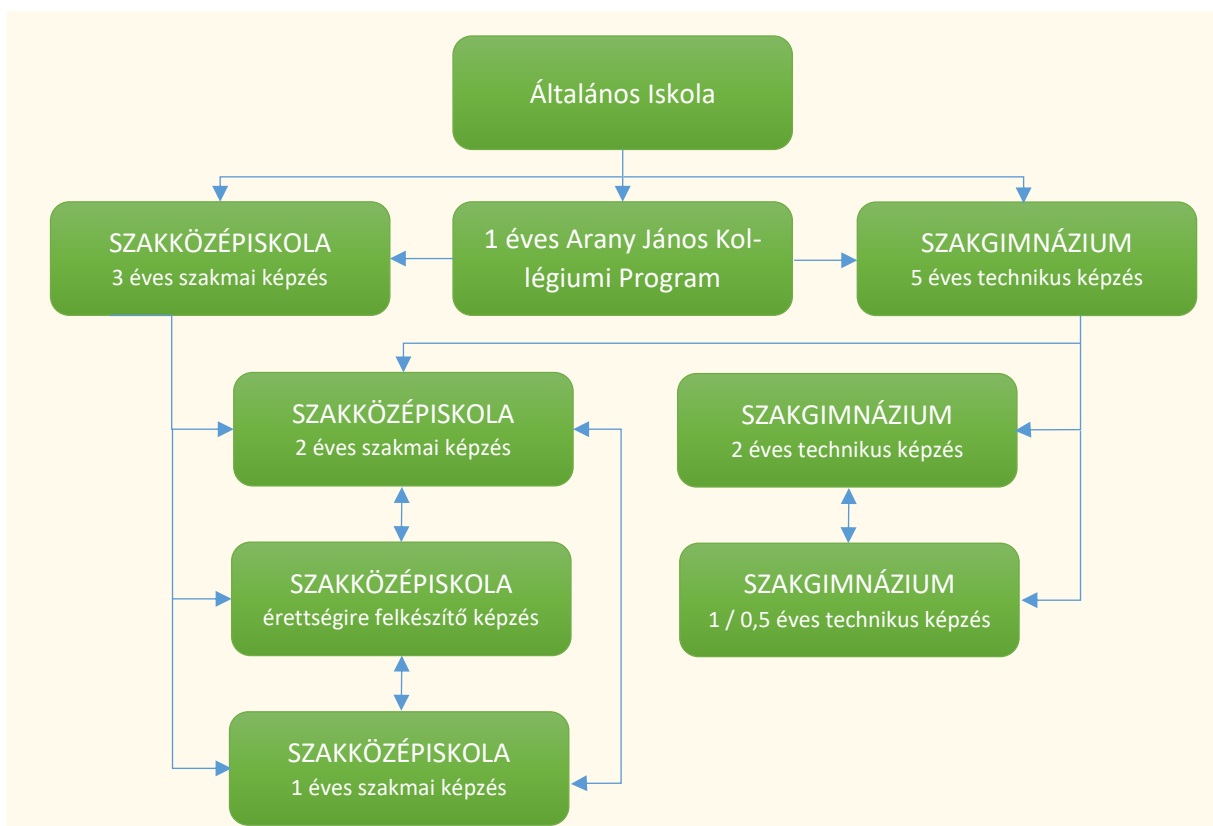 Általános Iskola
SZAKKÖZÉPISKOLA
3 éves szakmai képzés
1 éves Arany János Kol-
légiumi Program
SZAKGIMNÁZIUM
5 éves technikus képzés
SZAKKÖZÉPISKOLA
2 éves szakmai képzés
SZAKGIMNÁZIUM
2 éves technikus képzés
SZAKKÖZÉPISKOLA
érettségire felkészítő képzés
SZAKGIMNÁZIUM
1 / 0,5 éves technikus képzés
SZAKKÖZÉPISKOLA
1 éves szakmai képzés